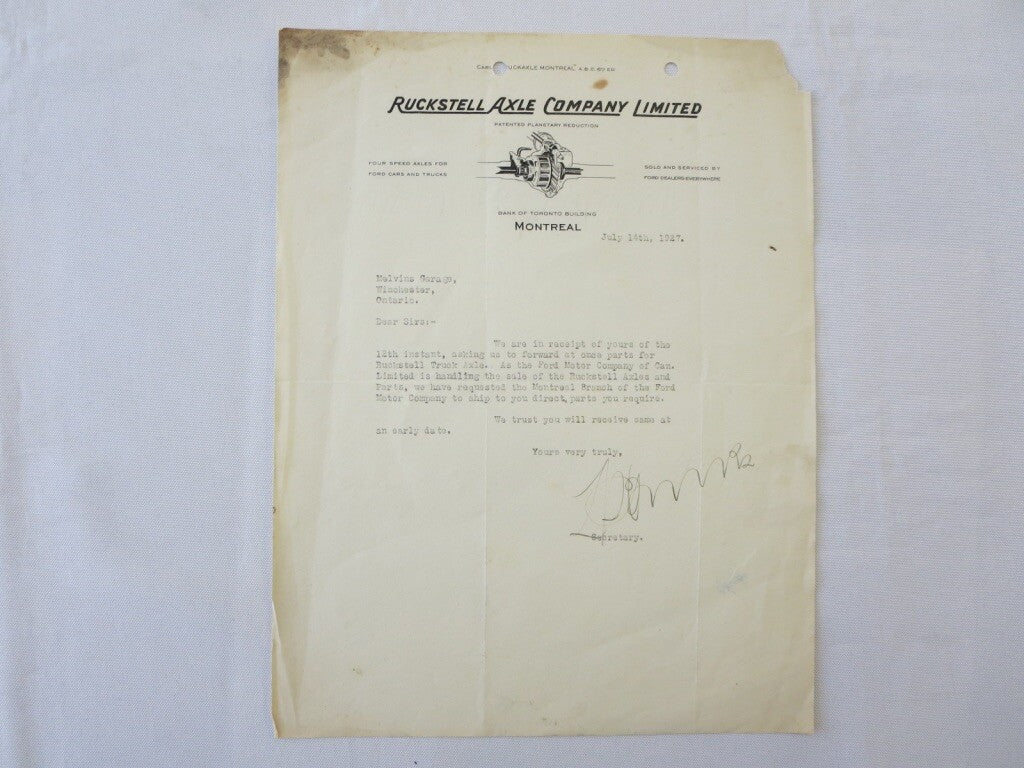 RUCKSTELL AXLE COMPANY LIMITED
PATENTED PLANETARY REDUCTION
FOUR SPEED AXLES FOR
FORD CARS AND TRUCKS
SOLD AND SERVICED BY
FORD DEALERS EVERYWHERE
BANK OF TORONTO BUILDING
MONTREAL
July 14th, 1927.
Melvins Garage,
Winchester,
Ontario.
Dear Sirs:-
We are in receipt of yours of the
12th instant, asking us to forward at once parts for
Ruckstell Truck Axle. As the Ford Motor Company of Can.
Limited is handling the sale of the Ruckstell Axles and
Parts, we have requested the Montreal Branch of the Ford
Motor Company to ship to you direct, parts you require.
We trust you will receive same at
an early date.
Yours very truly,
Secretary.